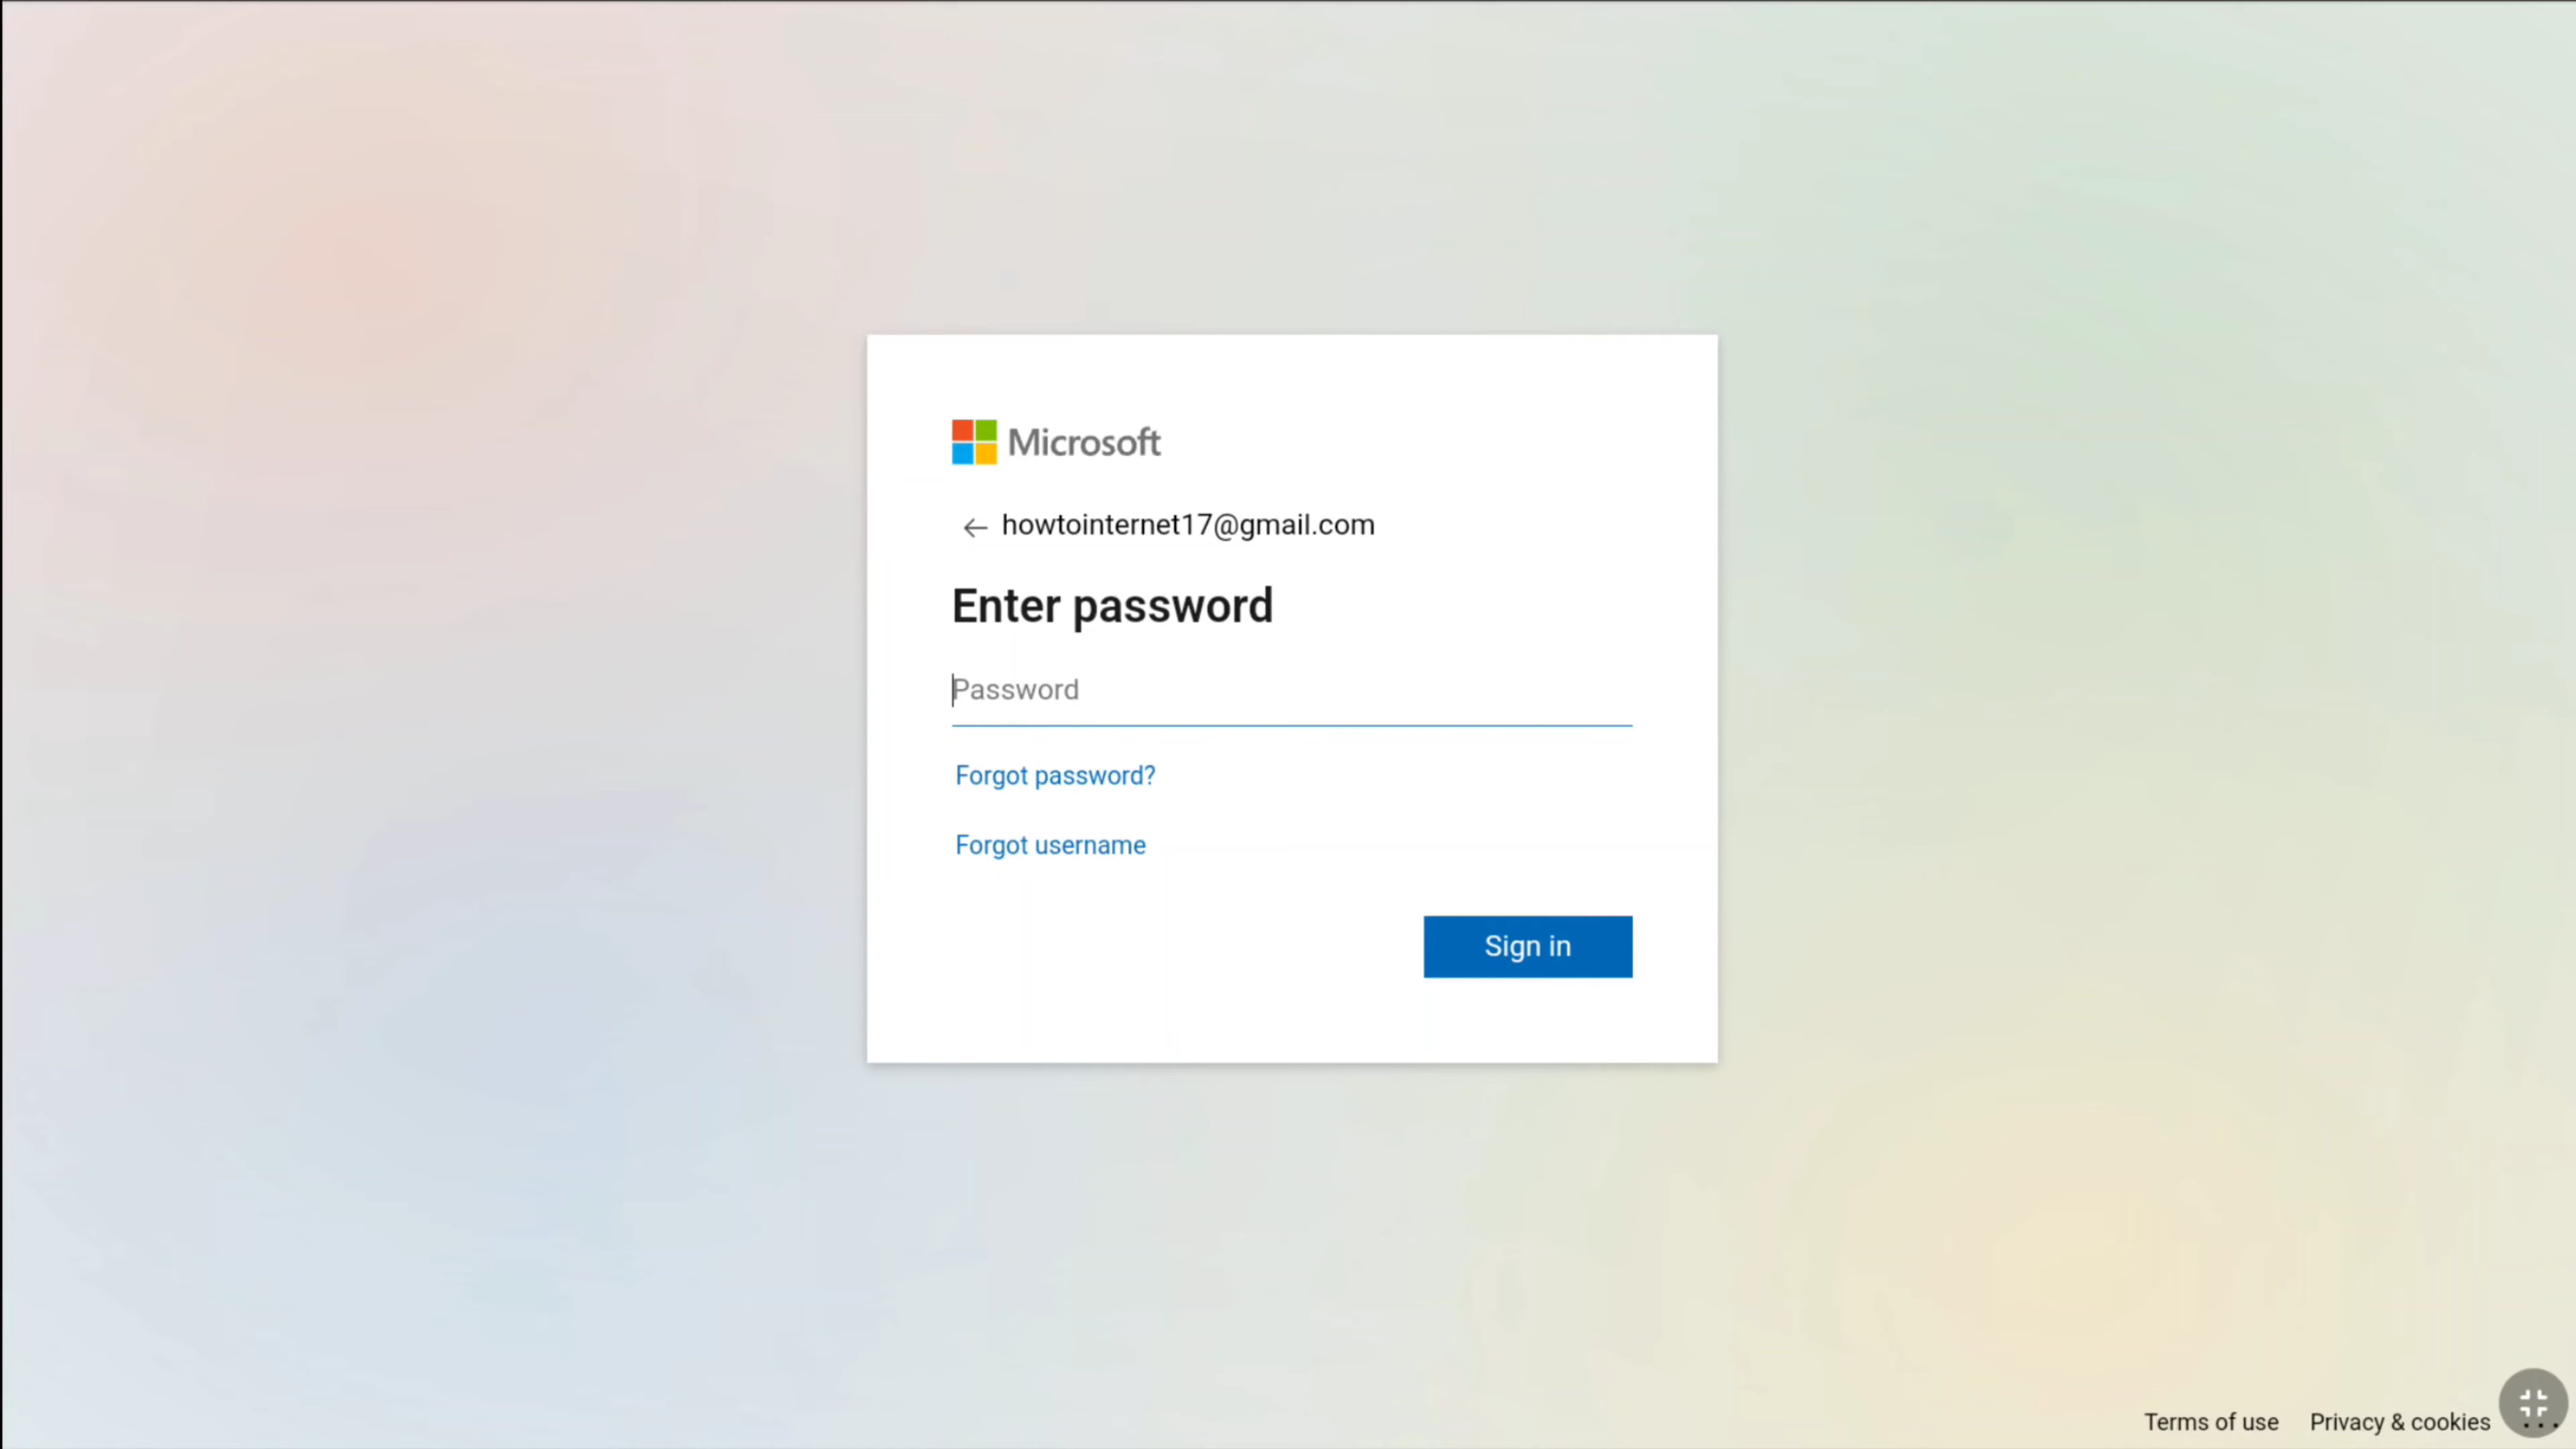 Microsoft
howtointernet17@gmail.com
Enter password
Password
Forgot password?
Forgot username
Sign in
Terms of use Privacy & cookies ...